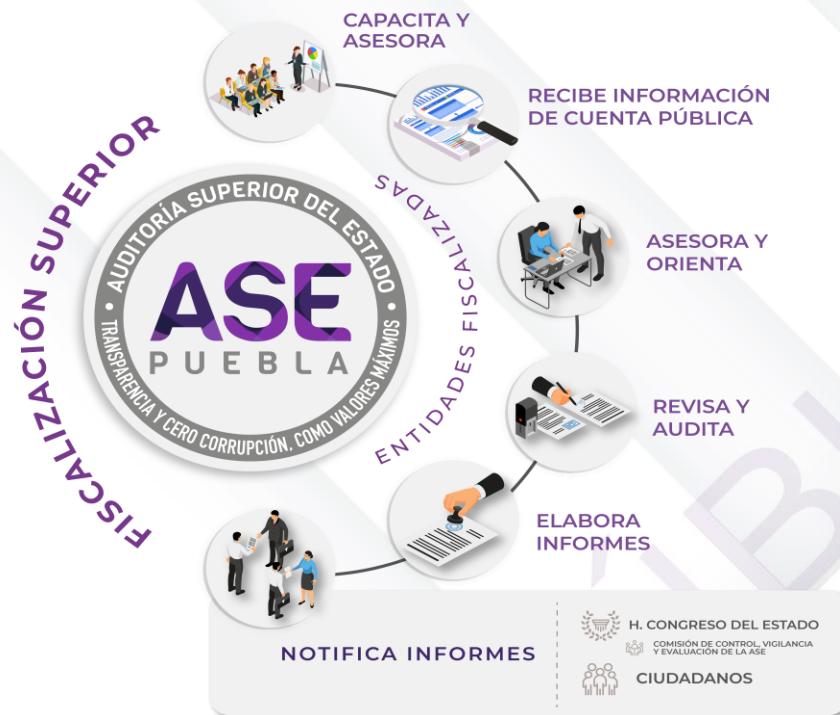 CAPACITA Y
ASESORA
RECIBE INFORMACIÓN
DE CUENTA PÚBLICA
FISCALIZACIÓN SUPERIOR
AUDITORÍA SUPERIOR DEL ESTADO
ASE
PUEBLA
TRANSPARENCIA Y CERO CORRUPCIÓN, COMO VALORES MÁXIMOS
ENTIDADES FISCALIZADAS
ASESORA Y
ORIENTA
REVISA Y
AUDITA
ELABORA
INFORMES
NOTIFICA INFORMES
H. CONGRESO DEL ESTADO
COMISIÓN DE CONTROL, VIGILANCIA
Y EVALUACIÓN DE LA ASE
CIUDADANOS